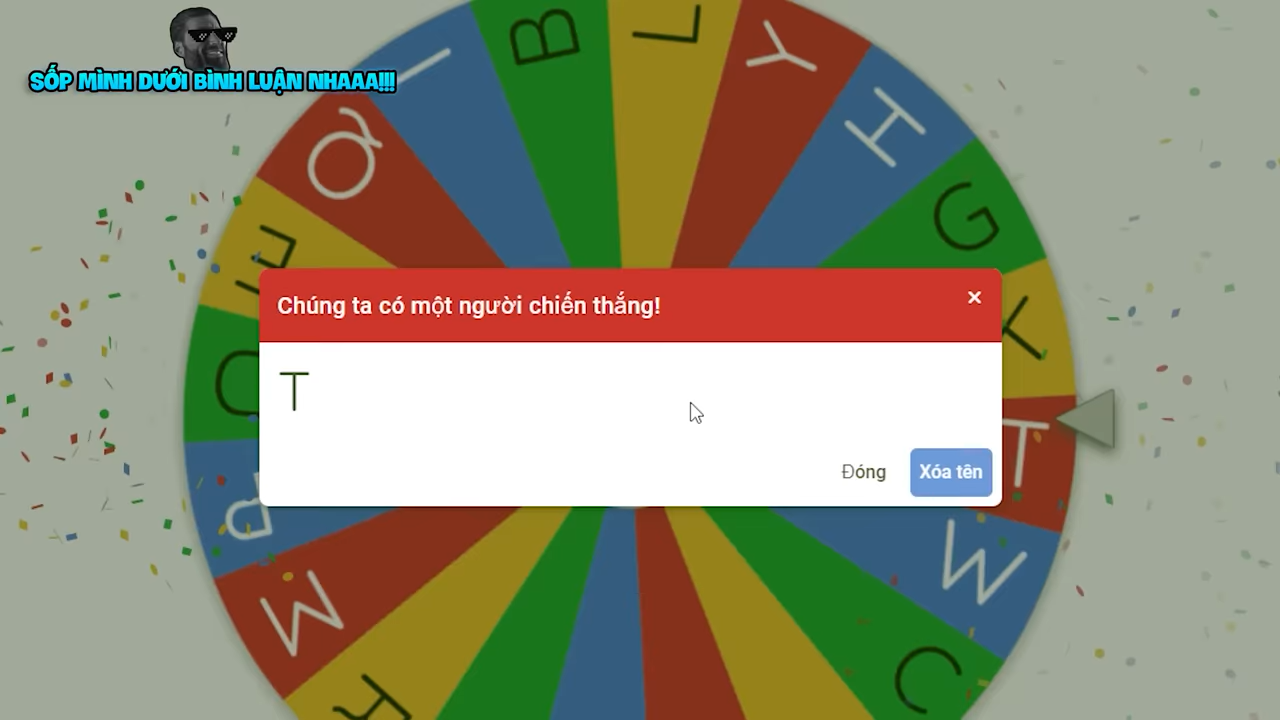 SỐP MÌNH DƯỚI BÌNH LUẬN NHAAA!!!
I
B
L
Y
H
Q
G
E
Chúng ta có một người chiến thắng!
×
T
T
Đóng
Xóa tên
W
M
C